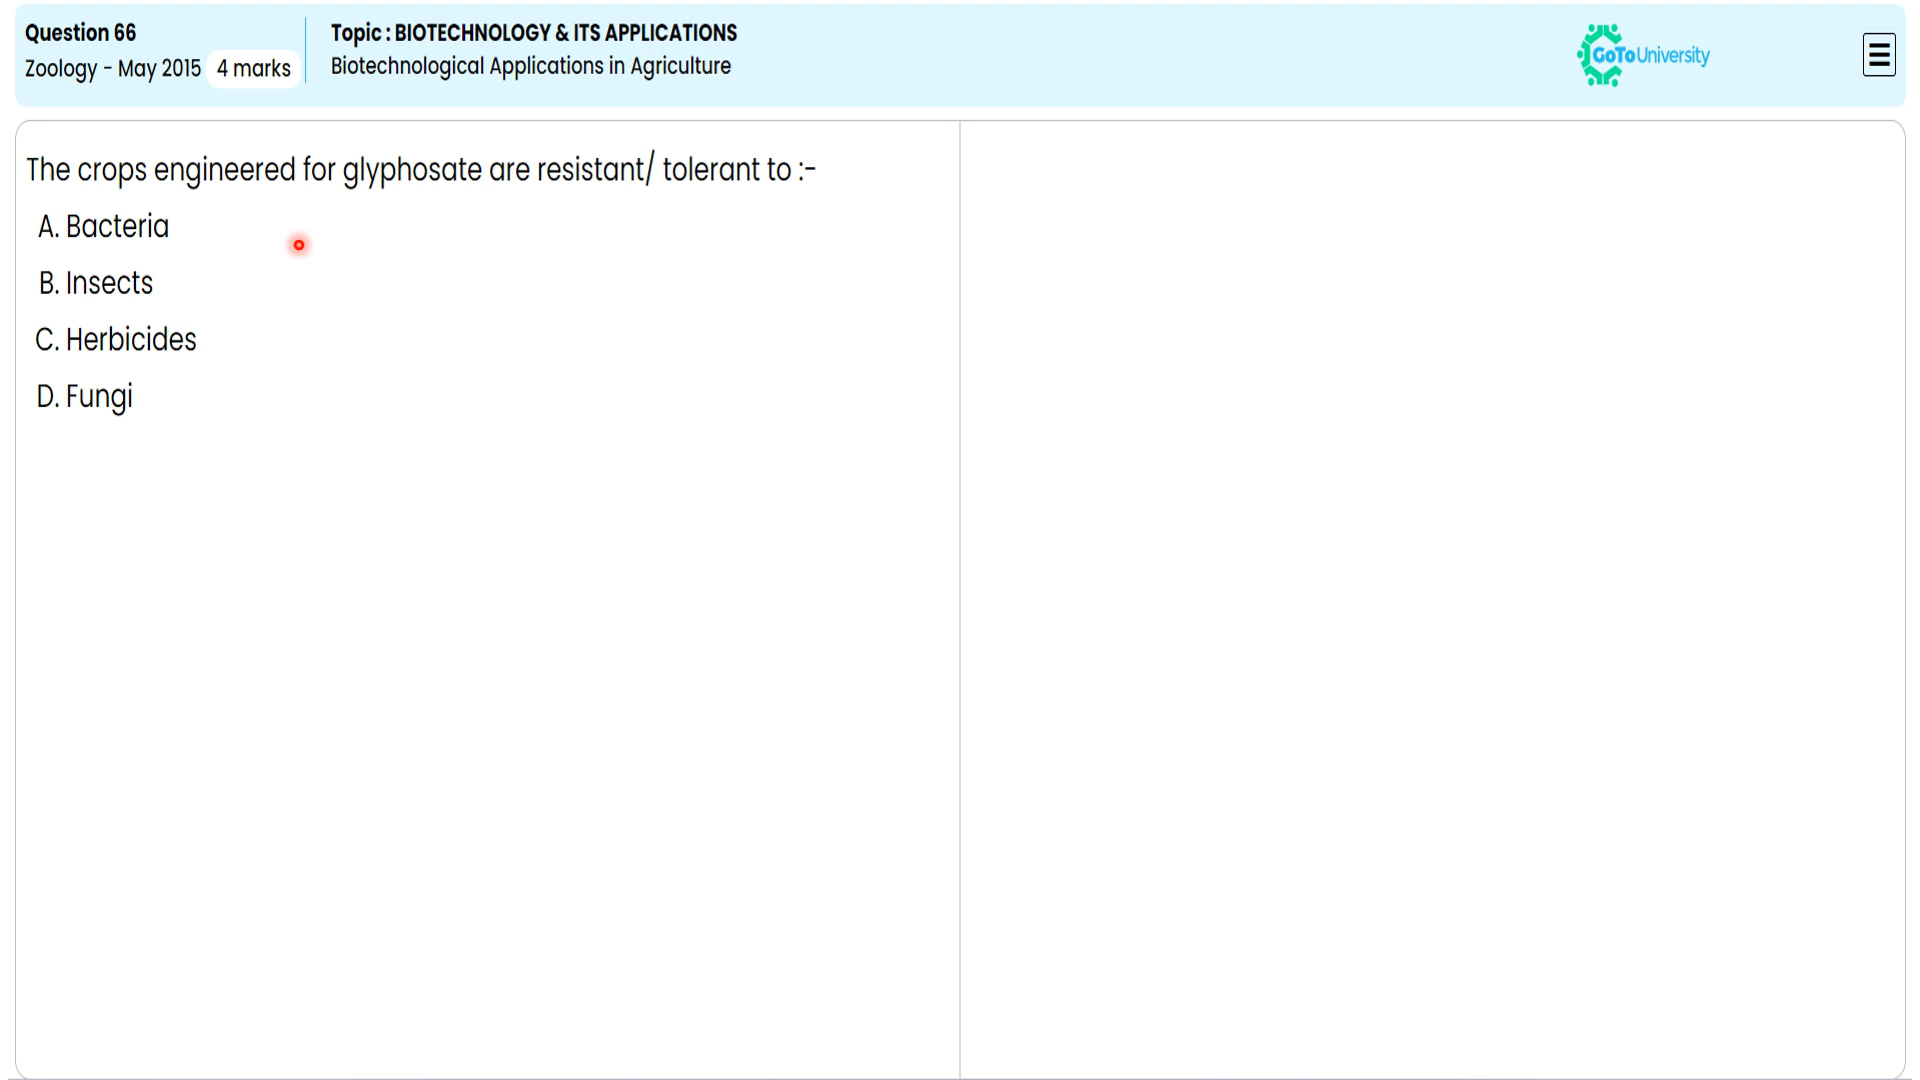 Question 66
Zoology - May 2015 4 marks
Topic : BIOTECHNOLOGY & ITS APPLICATIONS
Biotechnological Applications in Agriculture
GoToUniversity
The crops engineered for glyphosate are resistant/ tolerant to :-
A. Bacteria
B. Insects
C. Herbicides
D. Fungi